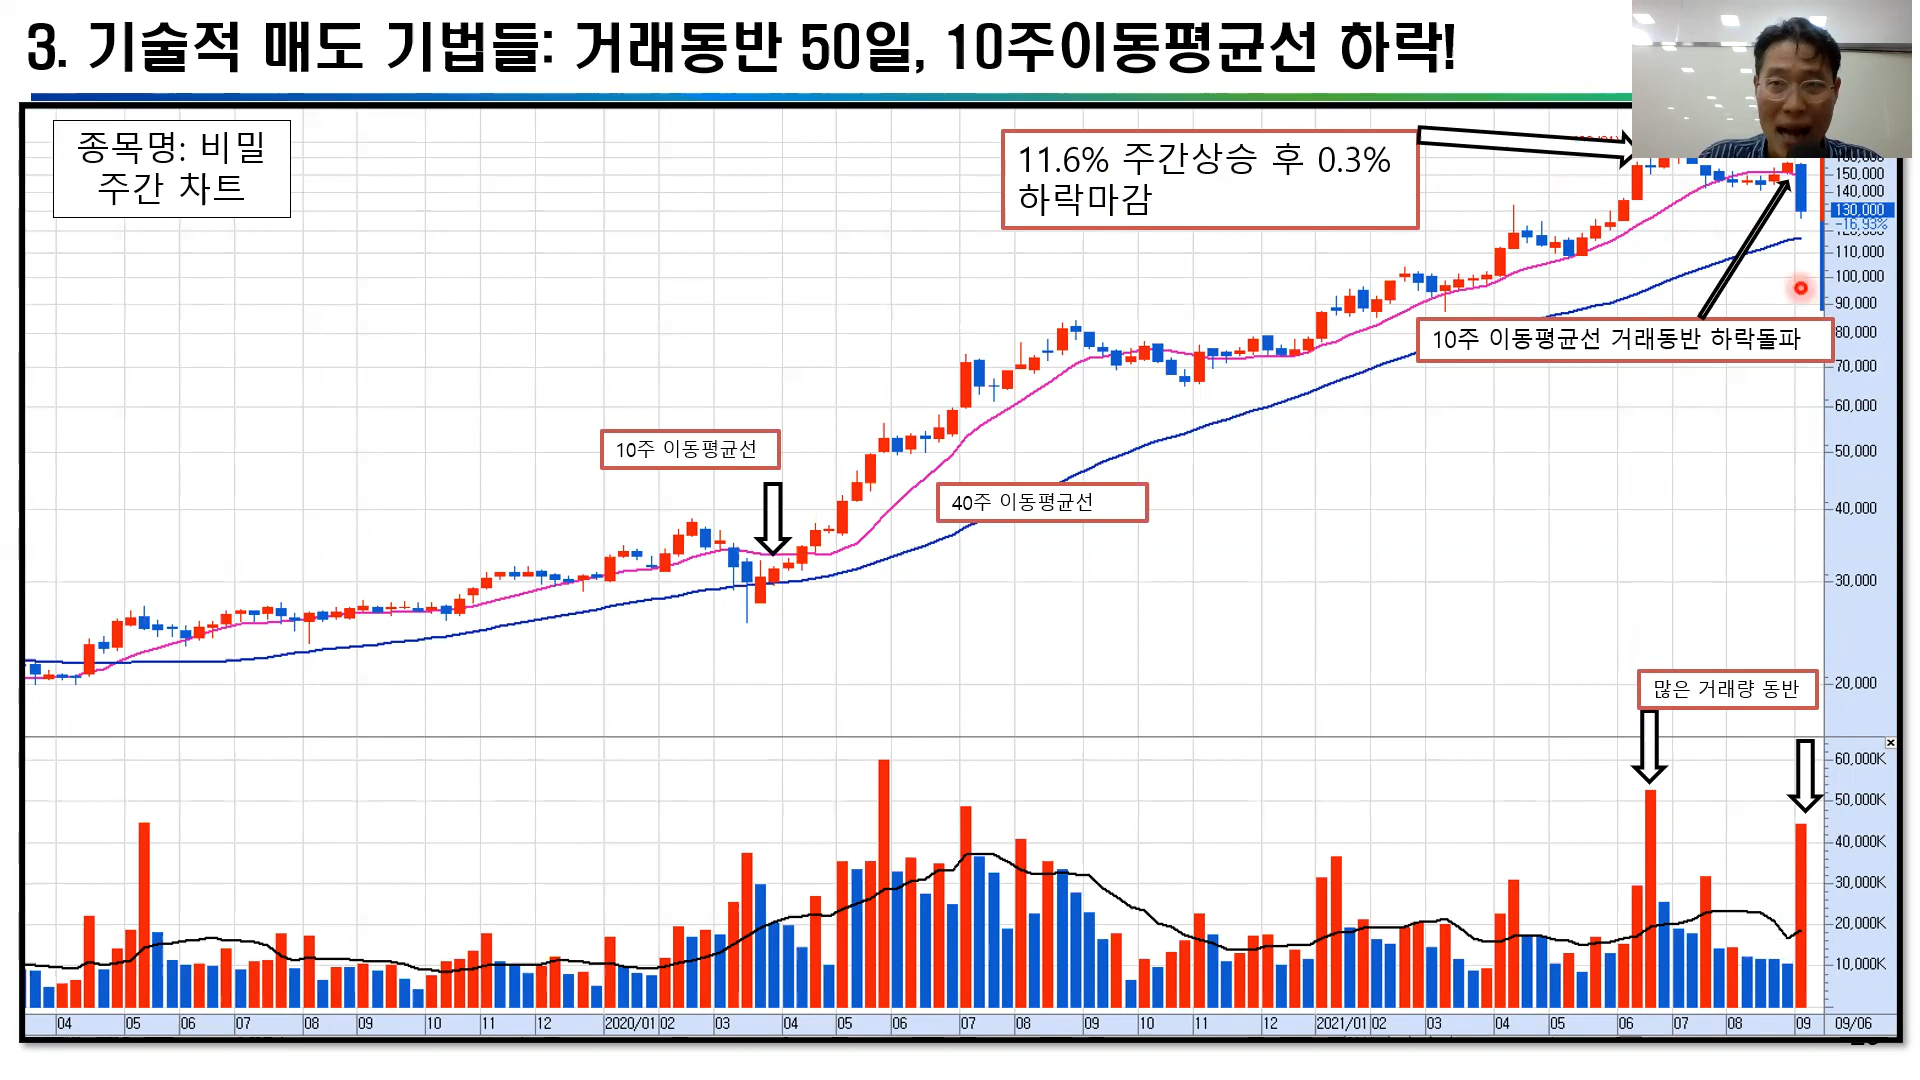 3. 기술적 매도 기법들: 거래동반 50일, 10주이동평균선 하락!
종목명: 비밀
주간 차트
11.6% 주간상승 후 0.3%
하락마감
150,000
140,000
130,000
-16.93%
110,000
100,000
90,000
10주 이동평균선 거래동반 하락돌파
80,000
70,000
60,000
10주 이동평균선
50,000
40주 이동평균선
40,000
30,000
많은 거래량 동반
20,000
60,000K
50,000K
40,000K
30,000K
20,000K
10,000K
04 05 06 07 08 09 10 11 12 2020/01 02 03 04 05 06 07 08 09 10 11 12 2021/01 02 03 04 05 06 07 08 09 09/06